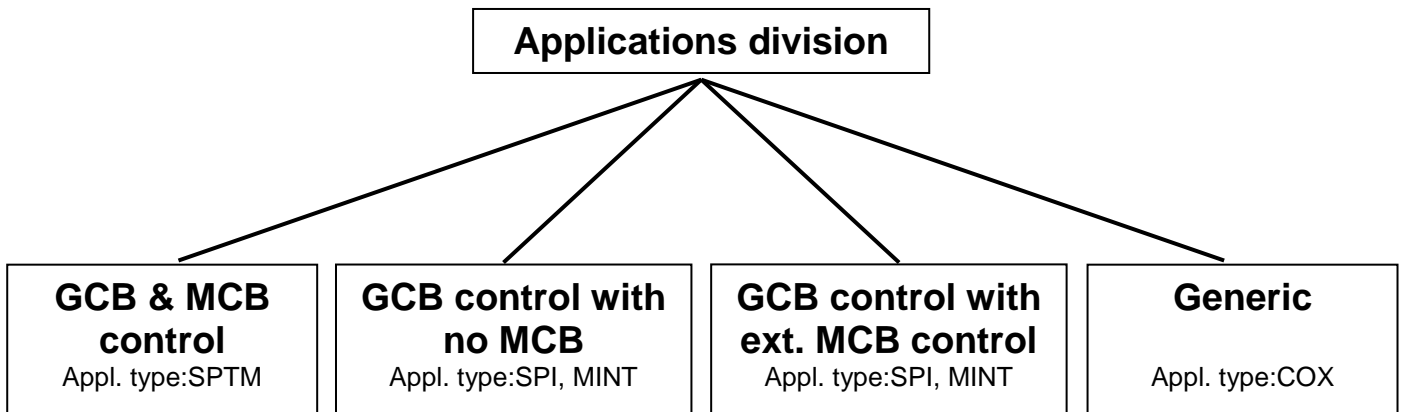 Applications division
GCB & MCB
control
Appl. type:SPTM
GCB control with
no MCB
Appl. type:SPI, MINT
GCB control with
ext. MCB control
Appl. type:SPI, MINT
Generic
Appl. type:COX